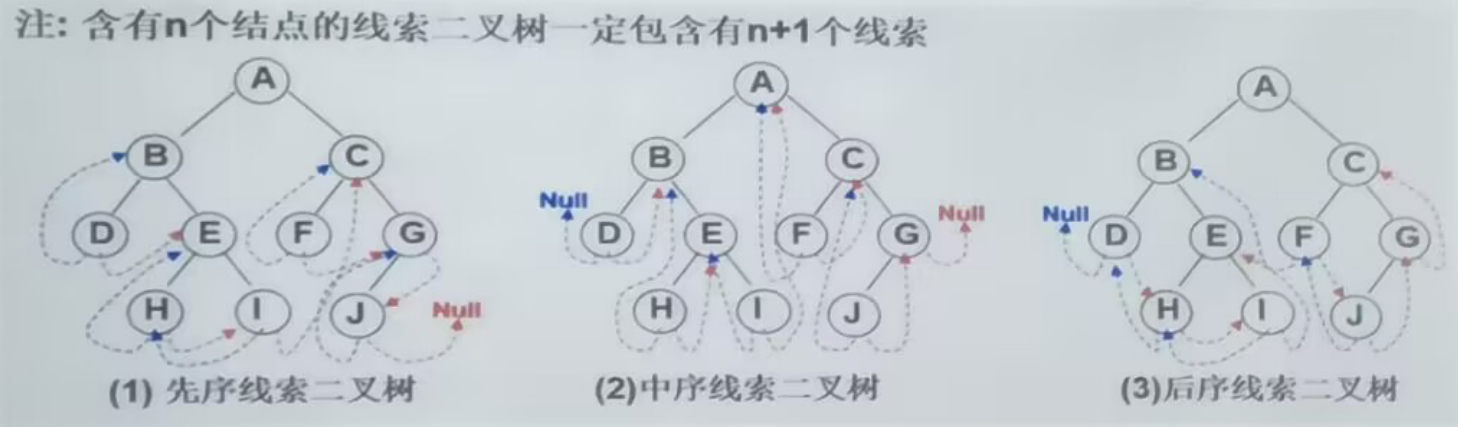 注: 含有n个结点的线索二叉树一定包含有n+1个线索
A
B C
D E F G
H I J
Null
(1) 先序线索二叉树
A
B C
Null
D E F G
Null
H I J
(2)中序线索二叉树
A
B C
Null
D E F G
H I J
(3)后序线索二叉树